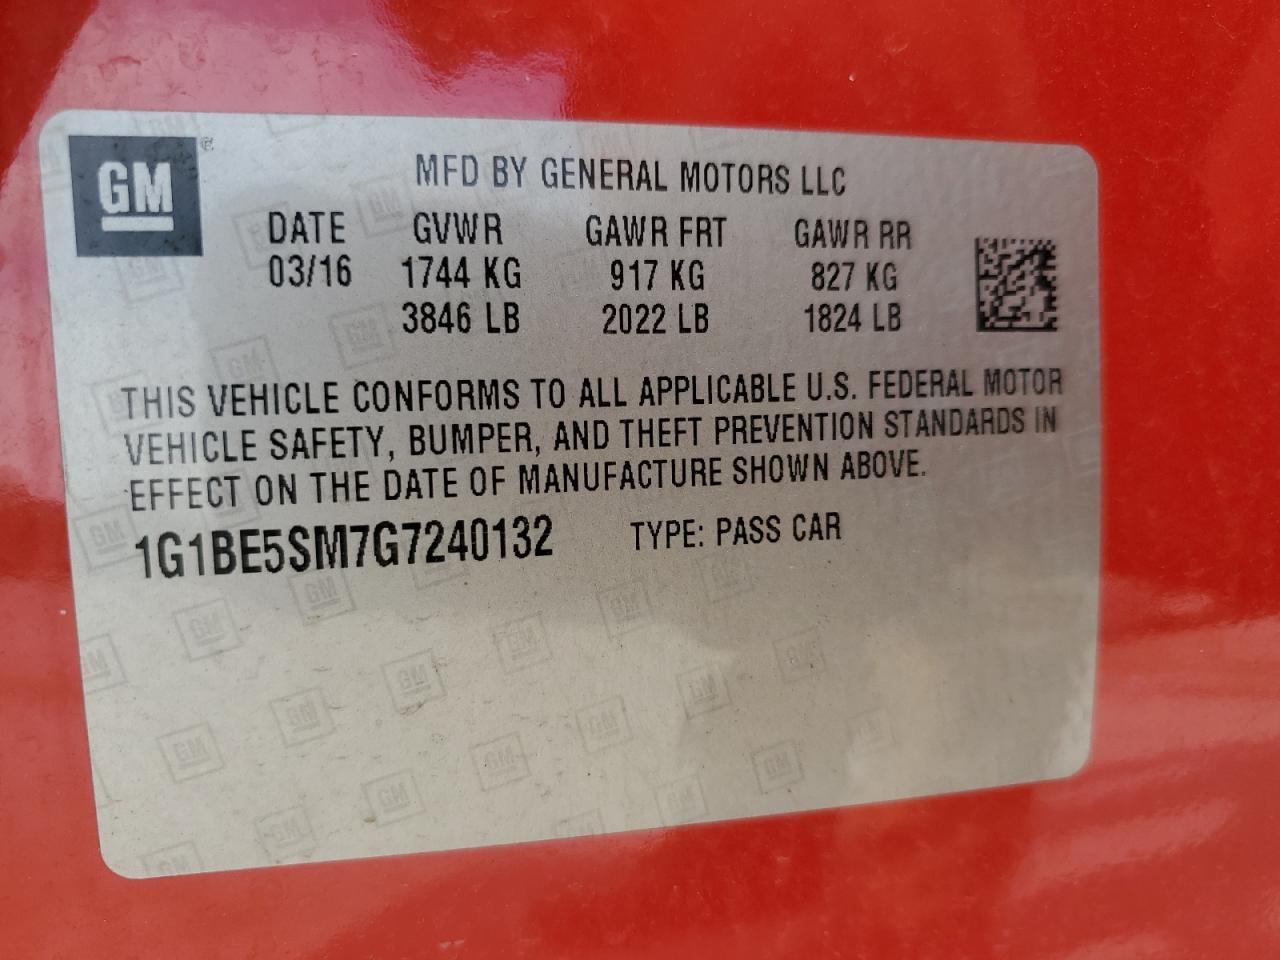 GM
MFD BY GENERAL MOTORS LLC
DATE GVWR GAWR FRT GAWR RR
03/16 1744 KG 917 KG 827 KG
3846 LB 2022 LB 1824 LB
THIS VEHICLE CONFORMS TO ALL APPLICABLE U.S. FEDERAL MOTOR
VEHICLE SAFETY, BUMPER, AND THEFT PREVENTION STANDARDS IN
EFFECT ON THE DATE OF MANUFACTURE SHOWN ABOVE.
1G1BE5SM7G7240132 TYPE: PASS CAR